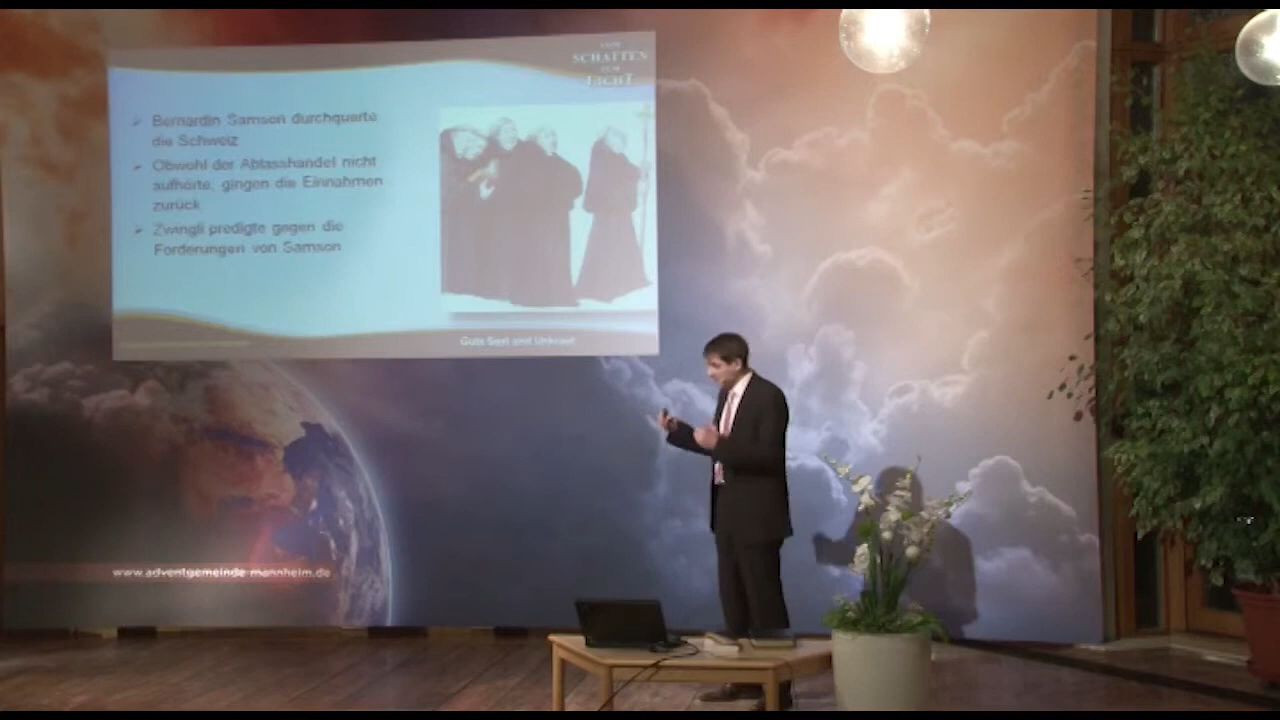 VOM
SCHATTEN
ZUM
LICHT
Bernardin Samson durchquerte
die Schweiz
Obwohl der Ablasshandel nicht
aufhörte, gingen die Einnahmen
zurück
Zwingli predigte gegen die
Forderungen von Samson
Gute Saat und Unkraut
www.adventgemeinde-mannheim.de